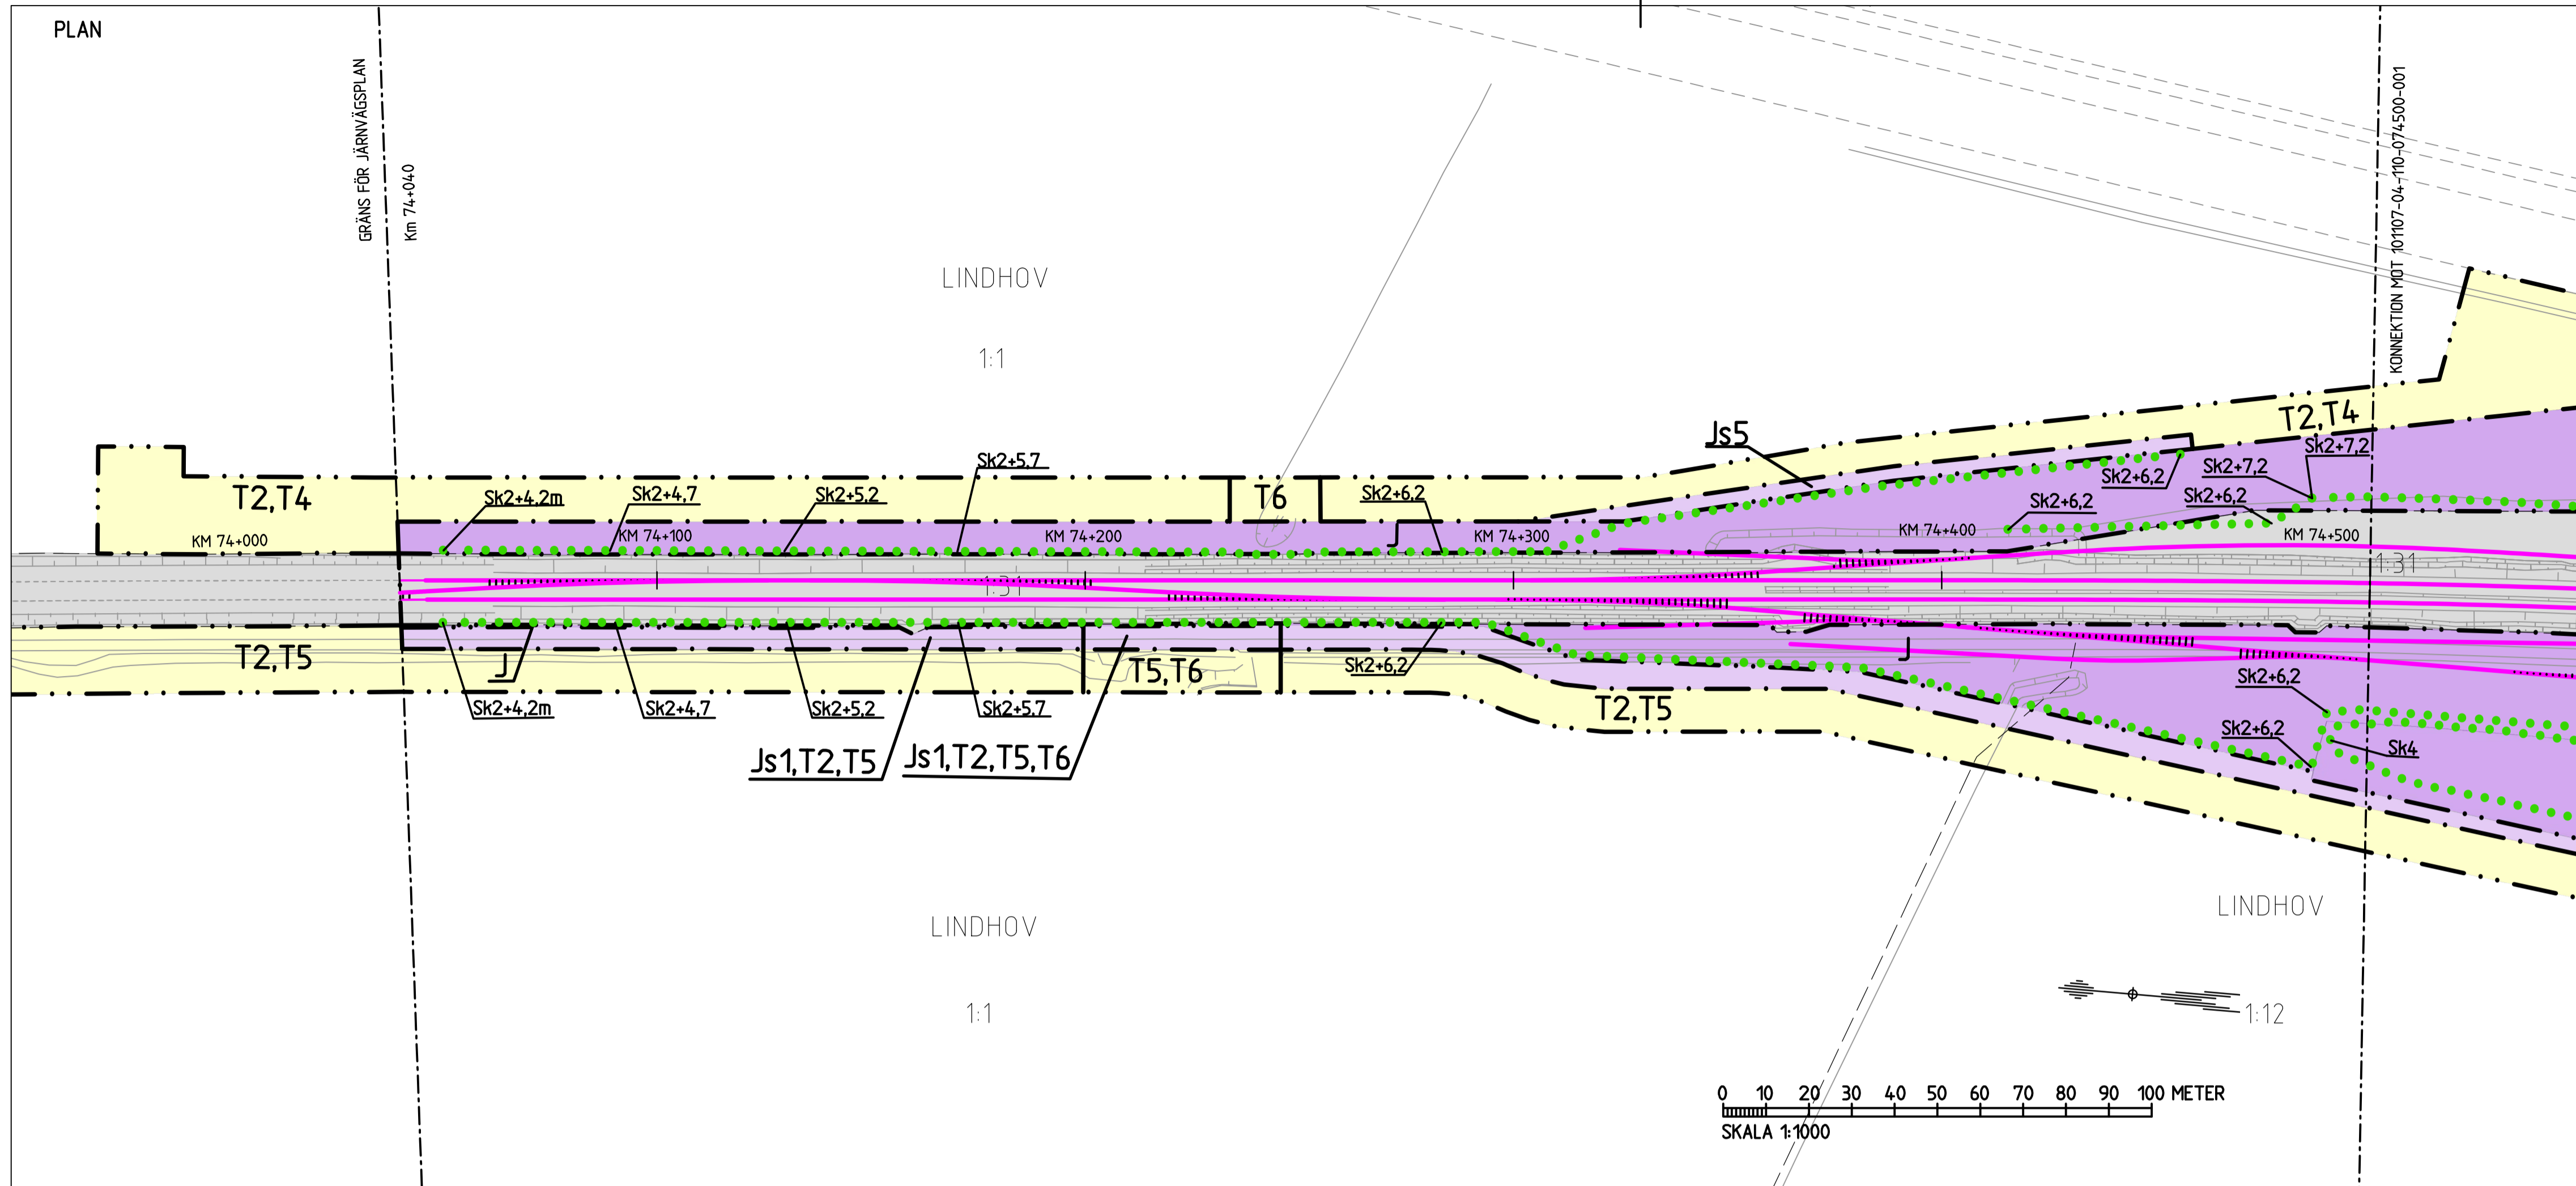 PLAN
GRÄNS FÖR JÄRNVÄGSPLAN
Km 74+040
KONNEKTION MOT 101107-04-110-074500-001
LINDHOV
1:1
T2,T4
Js5
T2,T4
Sk2+5,7
Sk2+7,2
Sk2+4,2m
Sk2+4,7
Sk2+5,2
T6
Sk2+6,2
Sk2+6,2
Sk2+7,2
Sk2+6,2
Sk2+6,2
J
KM 74+000
KM 74+100
KM 74+200
KM 74+300
KM 74+400
KM 74+500
1:31
1:31
T2,T5
J
T5,T6
Sk2+6,2
J
Sk2+6,2
Sk2+4,2m
Sk2+4,7
Sk2+5,2
Sk2+5,7
T2,T5
Sk2+6,2
Sk4
Js1,T2,T5
Js1,T2,T5,T6
LINDHOV
1:1
LINDHOV
1:12
0 10 20 30 40 50 60 70 80 90 100 METER
SKALA 1:1000